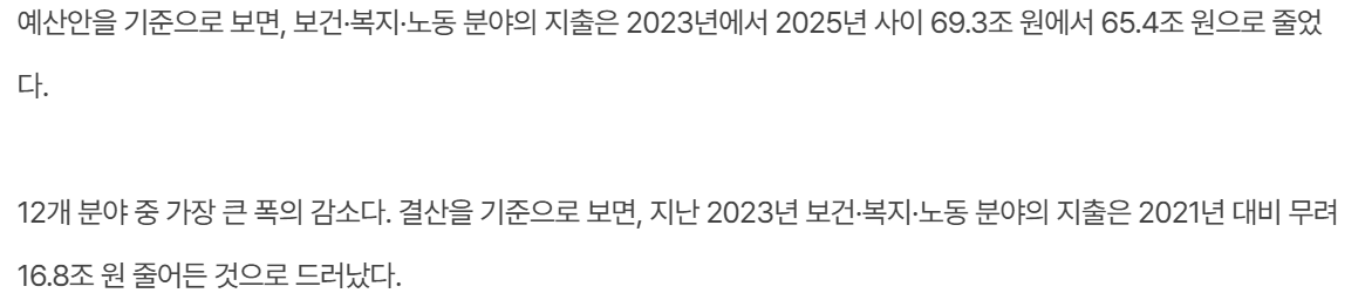 예산안을 기준으로 보면, 보건·복지·노동 분야의 지출은 2023년에서 2025년 사이 69.3조 원에서 65.4조 원으로 줄었
다.
12개 분야 중 가장 큰 폭의 감소다. 결산을 기준으로 보면, 지난 2023년 보건·복지·노동 분야의 지출은 2021년 대비 무려
16.8조 원 줄어든 것으로 드러났다.